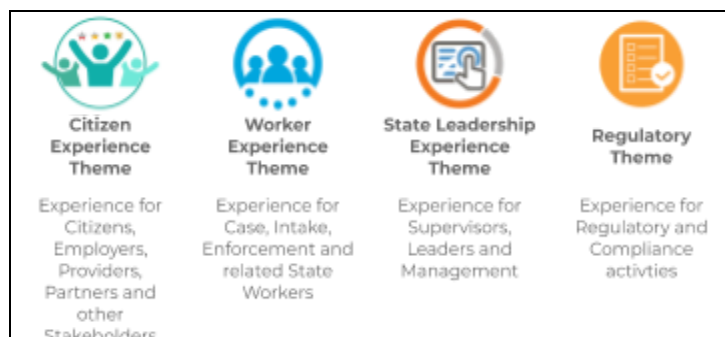 Citizen
Experience
Theme
Experience for
Citizens,
Employers,
Providers,
Partners and
other
Stakeholders
Worker
Experience
Theme
Experience for
Case, Intake,
Enforcement and
related State
Workers
State Leadership
Experience
Theme
Experience for
Supervisors,
Leaders and
Management
Regulatory
Theme
Experience for
Regulatory and
Compliance
activties